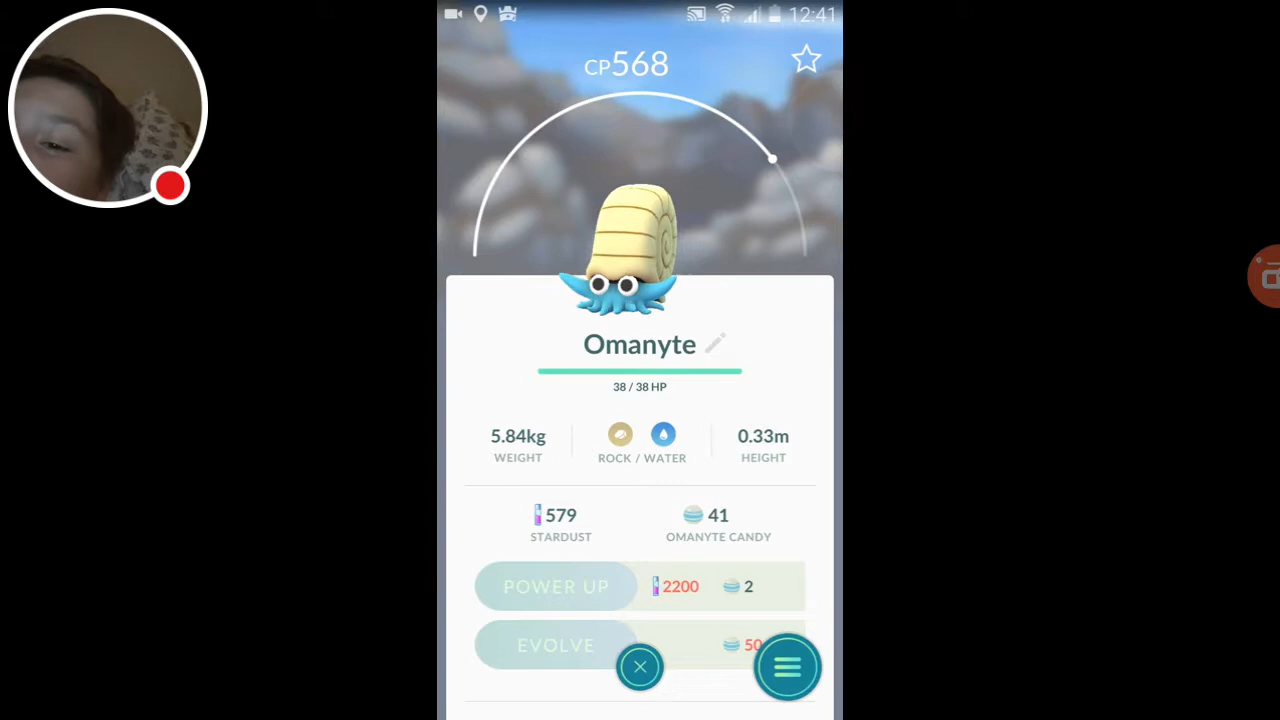 12:41
CP568
Omanyte
38 / 38 HP
5.84kg
WEIGHT
ROCK / WATER
0.33m
HEIGHT
579
STARDUST
41
OMANYTE CANDY
POWER UP 2200 2
EVOLVE 50